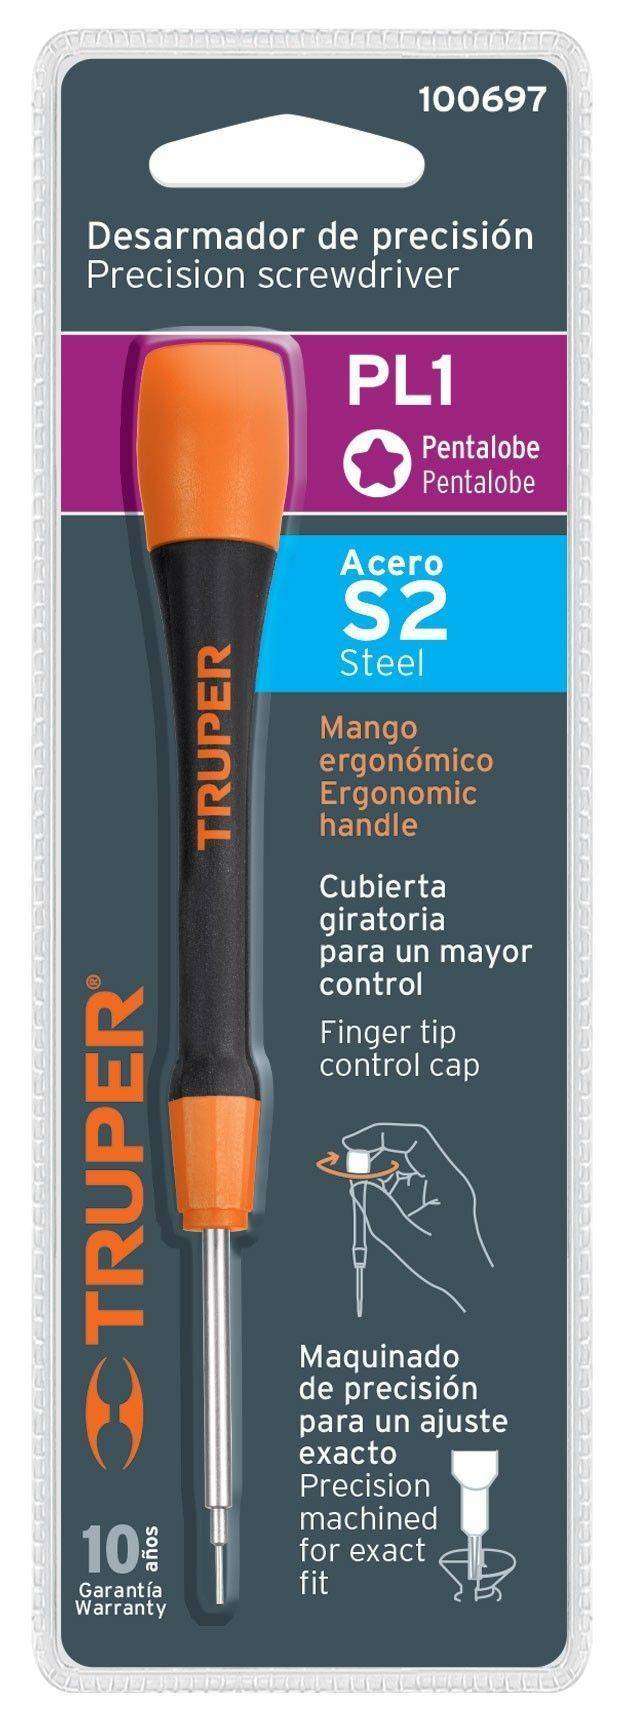 100697
Desarmador de precisión
Precision screwdriver
PL1
Pentalobe
Pentalobe
Acero
S2
Steel
TRUPER
Mango
ergonómico
Ergonomic
handle
Cubierta
giratoria
para un mayor
control
Finger tip
control cap
TRUPER®
Maquinado
de precisión
para un ajuste
exacto
Precision
machined
for exact
fit
10 años
Garantía
Warranty